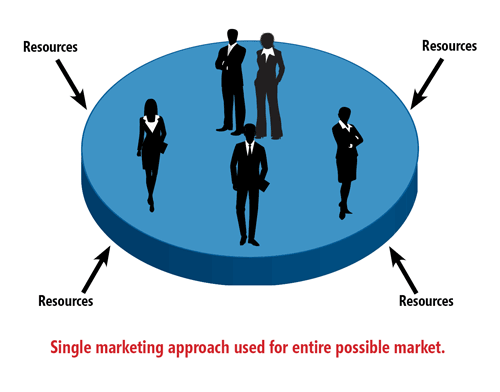 Resources
Resources
Resources
Resources
Single marketing approach used for entire possible market.